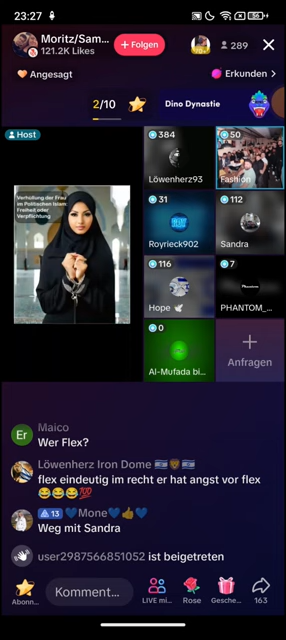 23:27
56
Moritz/Sam...
121.2K Likes
+ Folgen
289
Angesagt
Erkunden >
2/10
Dino Dynastie
Host
Verhüllung der Frau
im Politischen Islam
Freiheit oder
Verpflichtung
384
Löwenherz93
50
Fashion
31
Royrieck902
112
Sandra
116
Hope 🕊️
7
PHANTOM_...
0
Al-Mufada bi...
+
Anfragen
Er
Maico
Wer Flex?
Löwenherz Iron Dome 🇮🇱🦁🇮🇱
flex eindeutig im recht er hat angst vor flex
😂😂😂💯
13 💙Mone💙👍💙
Weg mit Sandra
user2987566851052 ist beigetreten
Abonn...
Komment...
LIVE mi...
Rose
Gesche...
163